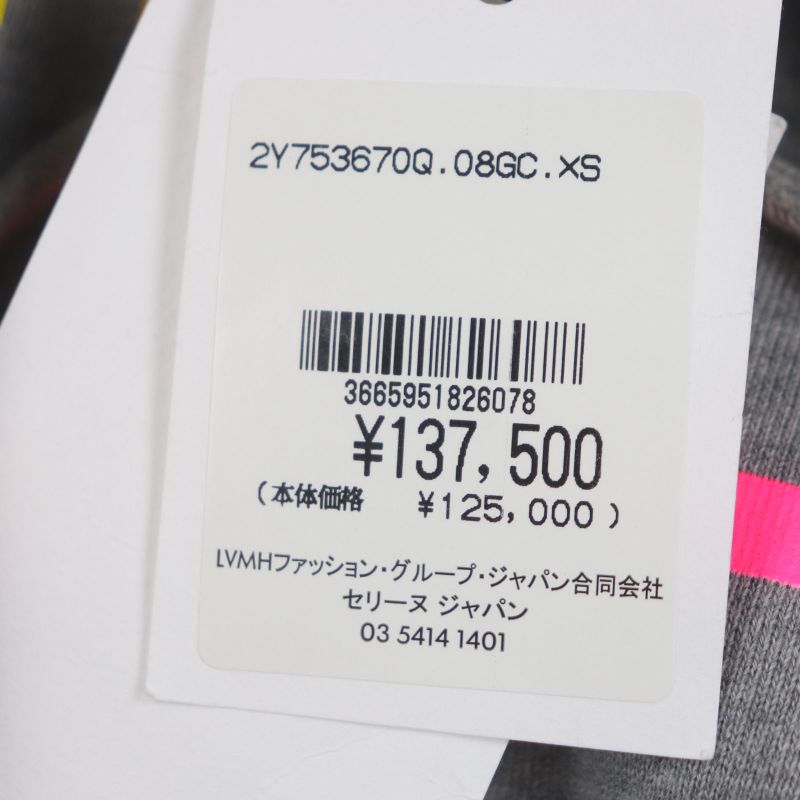 2Y753670Q.08GC.XS
3665951826078
¥137,500
(本体価格 ¥125,000)
LVMHファッション・グループ・ジャパン合同会社
セリーヌ ジャパン
03 5414 1401